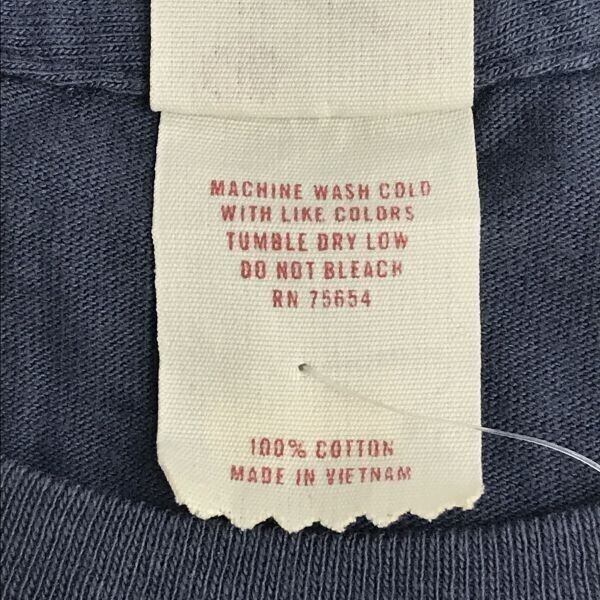 MACHINE WASH COLD
WITH LIKE COLORS
TUMBLE DRY LOW
DO NOT BLEACH
RN 75654
100% COTTON
MADE IN VIETNAM